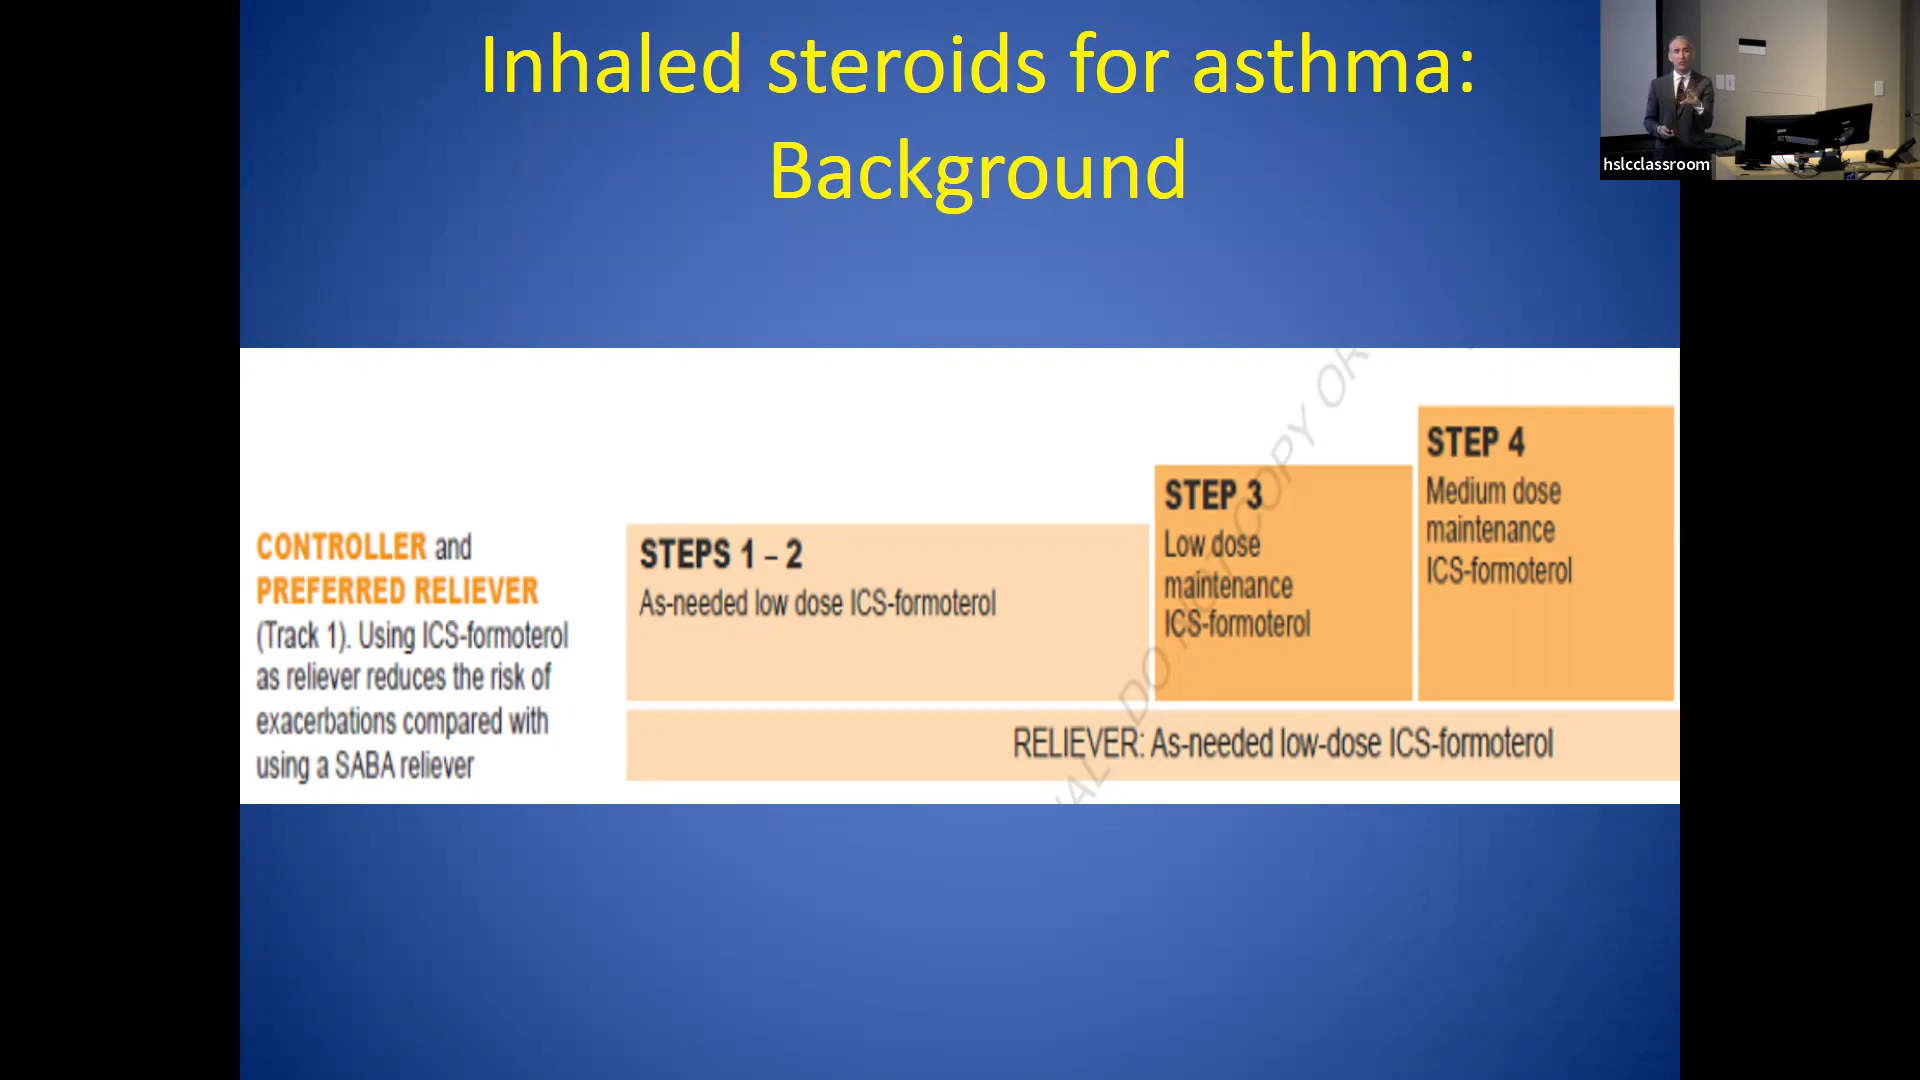 Inhaled steroids for asthma:
Background
hslcclassroom
CONTROLLER and
PREFERRED RELIEVER
(Track 1). Using ICS-formoterol
as reliever reduces the risk of
exacerbations compared with
using a SABA reliever
STEPS 1 – 2
As-needed low dose ICS-formoterol
STEP 3
Low dose
maintenance
ICS-formoterol
STEP 4
Medium dose
maintenance
ICS-formoterol
RELIEVER: As-needed low-dose ICS-formoterol